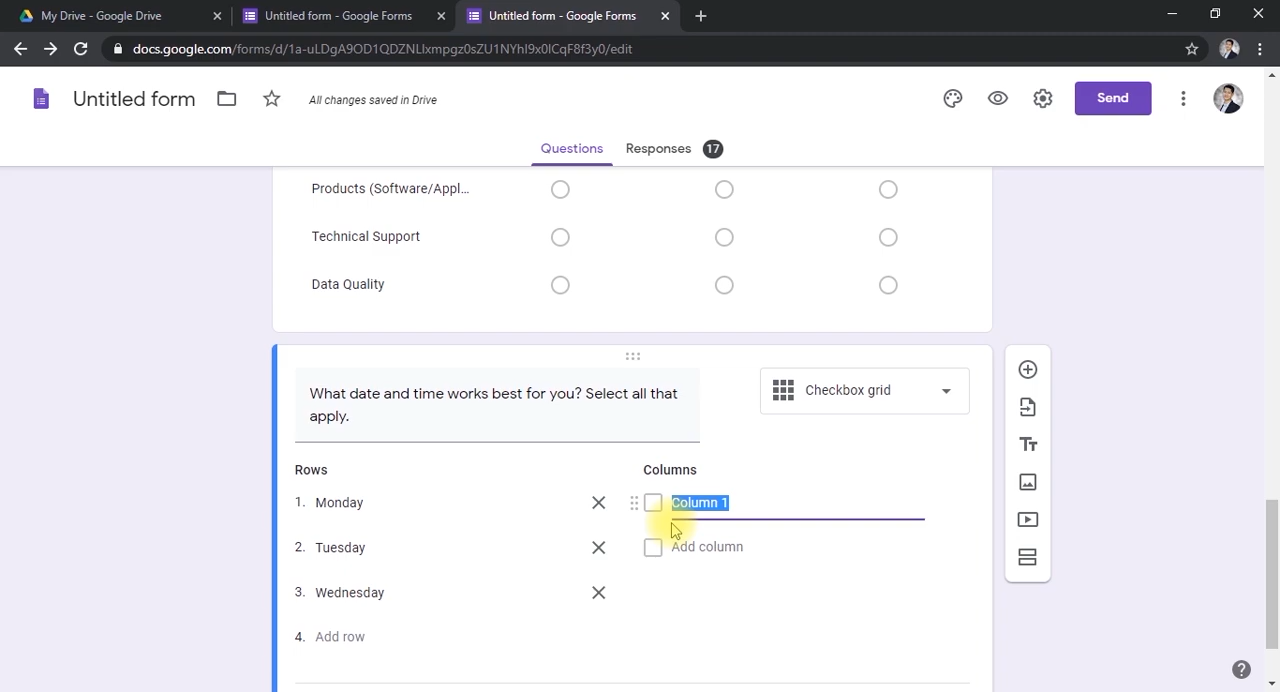 My Drive - Google Drive
Untitled form - Google Forms
Untitled form - Google Forms
docs.google.com/forms/d/1a-uLDgA9OD1QDZNLlxmpgz0sZU1NYhI9x0lCqF8f3y0/edit
Untitled form
All changes saved in Drive
Send
Questions
Responses 17
Products (Software/Appl...
Technical Support
Data Quality
What date and time works best for you? Select all that
apply.
Checkbox grid
Rows
Columns
1. Monday
Column 1
2. Tuesday
Add column
3. Wednesday
4. Add row